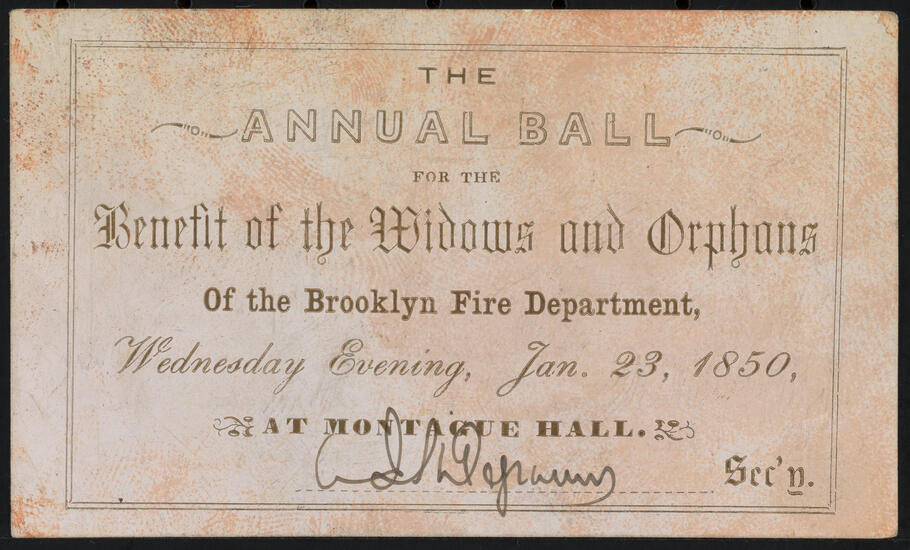 THE
ANNUAL BALL
FOR THE
Benefit of the Widows and Orphans
Of the Brooklyn Fire Department,
Wednesday Evening, Jan. 23, 1850,
AT MONTAGUE HALL.
Sec'y.